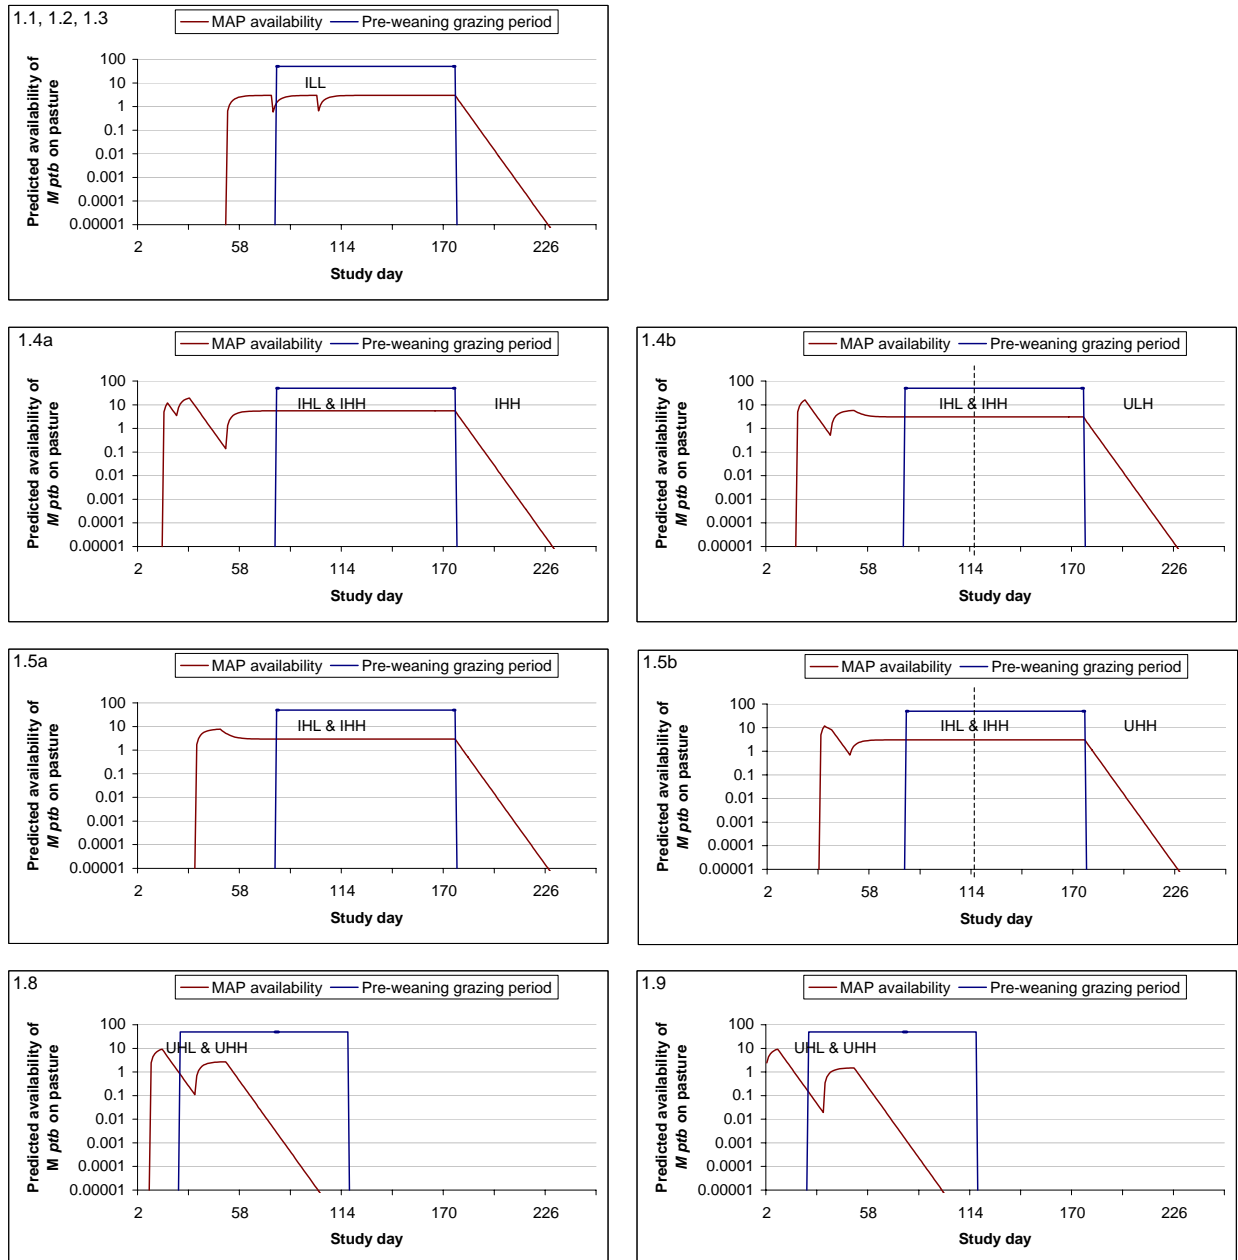 1.1, 1.2, 1.3
MAP availability Pre-weaning grazing period
Predicted availability of
M ptb on pasture
100
10
1
0.1
0.01
0.001
0.0001
0.00001
ILL
2 58 114 170 226
Study day
1.4a
MAP availability Pre-weaning grazing period
Predicted availability of
M ptb on pasture
100
10
1
0.1
0.01
0.001
0.0001
0.00001
IHL & IHH IHH
2 58 114 170 226
Study day
1.4b
MAP availability Pre-weaning grazing period
Predicted availability of
M ptb on pasture
100
10
1
0.1
0.01
0.001
0.0001
0.00001
IHL & IHH ULH
2 58 114 170 226
Study day
1.5a
MAP availability Pre-weaning grazing period
Predicted availability of
M ptb on pasture
100
10
1
0.1
0.01
0.001
0.0001
0.00001
IHL & IHH
2 58 114 170 226
Study day
1.5b
MAP availability Pre-weaning grazing period
Predicted availability of
M ptb on pasture
100
10
1
0.1
0.01
0.001
0.0001
0.00001
IHL & IHH UHH
2 58 114 170 226
Study day
1.8
MAP availability Pre-weaning grazing period
Predicted availability of
M ptb on pasture
100
10
1
0.1
0.01
0.001
0.0001
0.00001
UHL & UHH
2 58 114 170 226
Study day
1.9
MAP availability Pre-weaning grazing period
Predicted availability of
M ptb on pasture
100
10
1
0.1
0.01
0.001
0.0001
0.00001
UHL & UHH
2 58 114 170 226
Study day